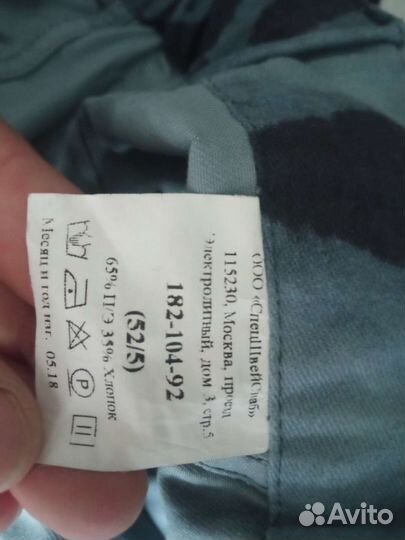 ООО «СпецШвейСнаб»
115230, Москва, проезд
Электролитный, дом 3, стр.5
182-104-92
(52/5)
65% П/Э 35% Хлопок
P
Месяц и год изг. 05.18
Avito